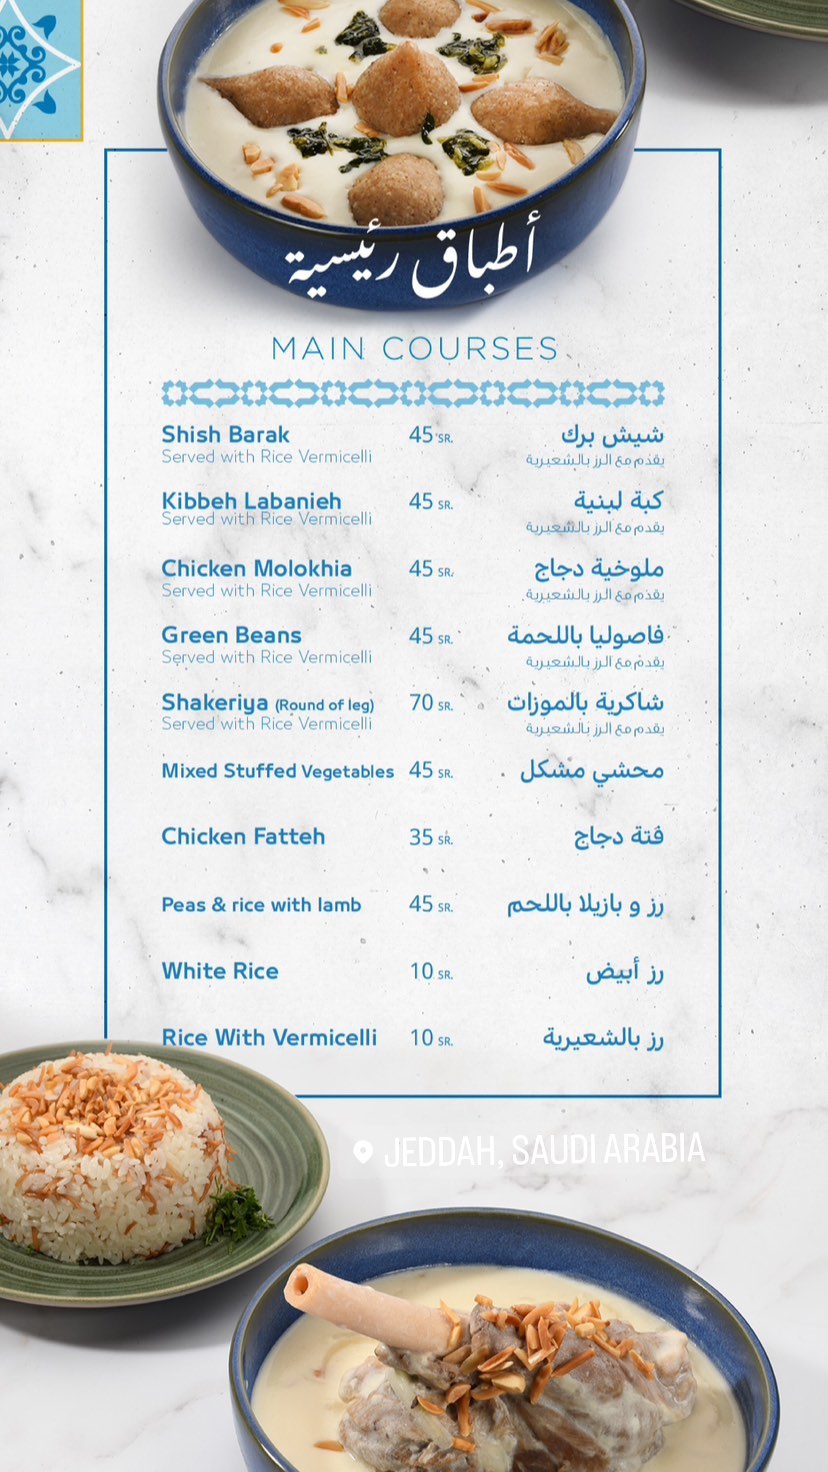 أطباق رئيسية
MAIN COURSES
Shish Barak 45 SR. شيش برك
Served with Rice Vermicelli يقدم مع الرز بالشعيرية
Kibbeh Labanieh 45 SR. كبة لبنية
Served with Rice Vermicelli يقدم مع الرز بالشعيرية
Chicken Molokhia 45 SR. ملوخية دجاج
Served with Rice Vermicelli يقدم مع الرز بالشعيرية
Green Beans 45 SR. فاصوليا باللحمة
Served with Rice Vermicelli يقدم مع الرز بالشعيرية
Shakeriya (Round of leg) 70 SR. شاكرية بالموزات
Served with Rice Vermicelli يقدم مع الرز بالشعيرية
Mixed Stuffed Vegetables 45 SR. محشي مشكل
Chicken Fatteh 35 SR. فتة دجاج
Peas & rice with lamb 45 SR. رز و بازيلا باللحم
White Rice 10 SR. رز أبيض
Rice With Vermicelli 10 SR. رز بالشعيرية
JEDDAH, SAUDI ARABIA